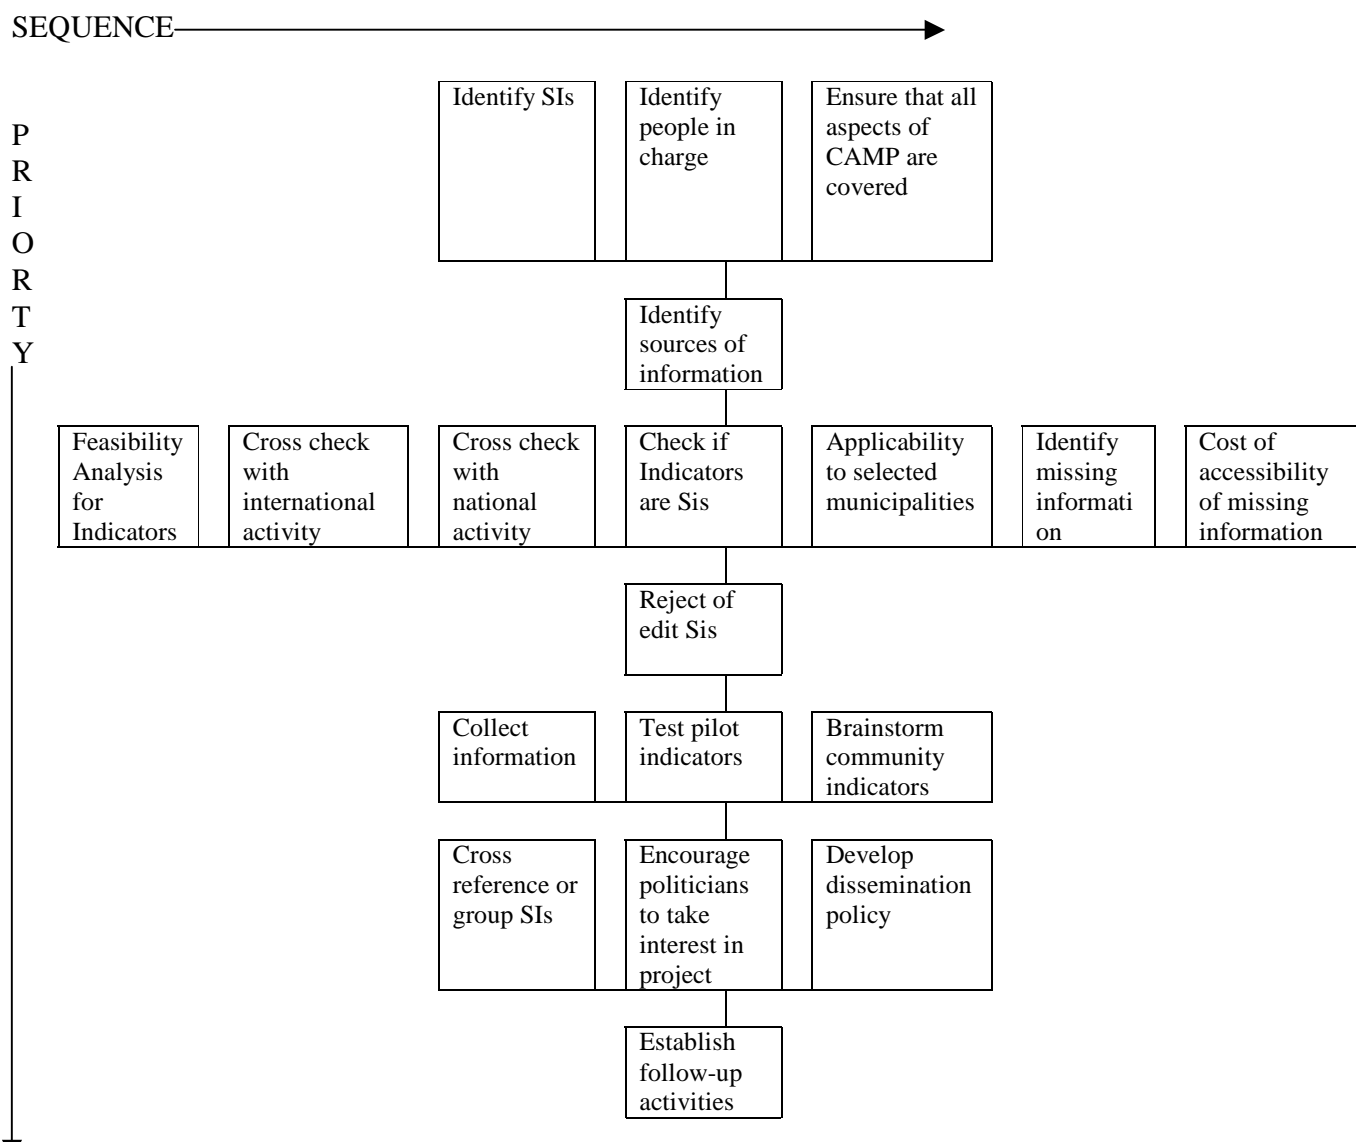 SEQUENCE
P
R
I
O
R
T
Y
Identify SIs
Identify
people in
charge
Ensure that all
aspects of
CAMP are
covered
Identify
sources of
information
Feasibility
Analysis
for
Indicators
Cross check
with
international
activity
Cross check
with
national
activity
Check if
Indicators
are Sis
Applicability
to selected
municipalities
Identify
missing
informati
on
Cost of
accessibility
of missing
information
Reject of
edit Sis
Collect
information
Test pilot
indicators
Brainstorm
community
indicators
Cross
reference or
group SIs
Encourage
politicians
to take
interest in
project
Develop
dissemination
policy
Establish
follow-up
activities